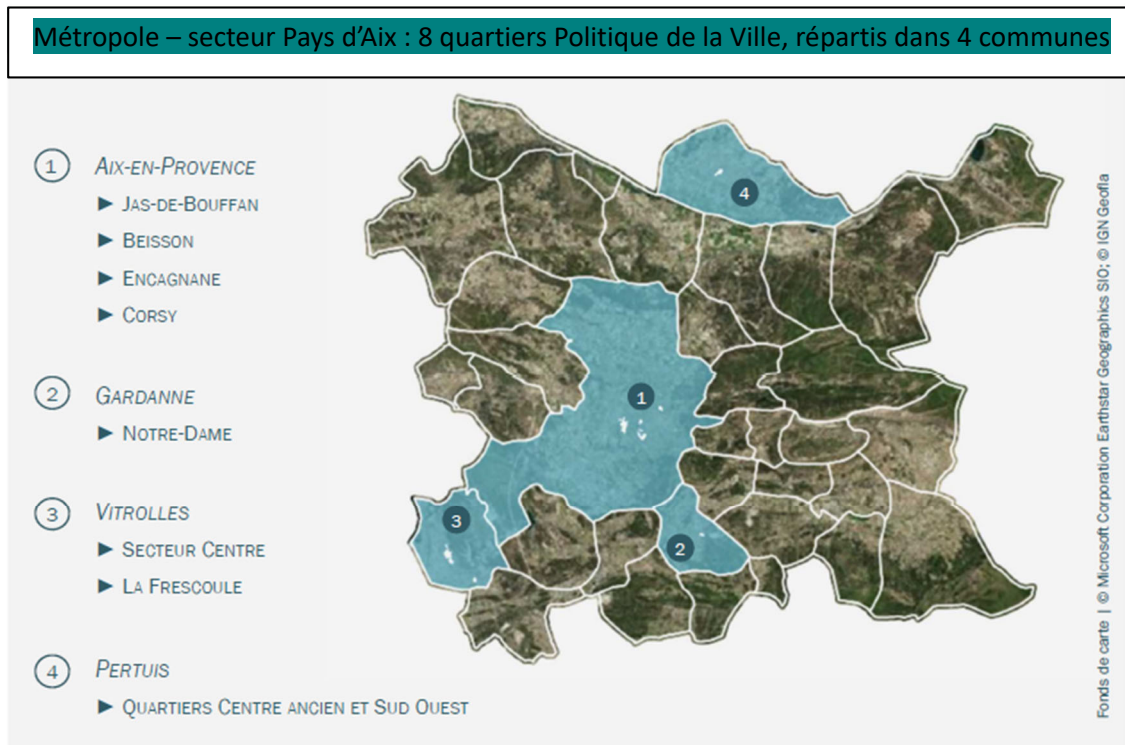 Métropole – secteur Pays d'Aix : 8 quartiers Politique de la Ville, répartis dans 4 communes
1 AIX-EN-PROVENCE
► JAS-DE-BOUFFAN
► BEISSON
► ENCAGNANE
► CORSY
2 GARDANNE
► NOTRE-DAME
3 VITROLLES
► SECTEUR CENTRE
► LA FRESCOULE
4 PERTUIS
► QUARTIERS CENTRE ANCIEN ET SUD OUEST
4
1
3
2
Fonds de carte | © Microsoft Corporation Earthstar Geographics SIO; © IGN Geofla